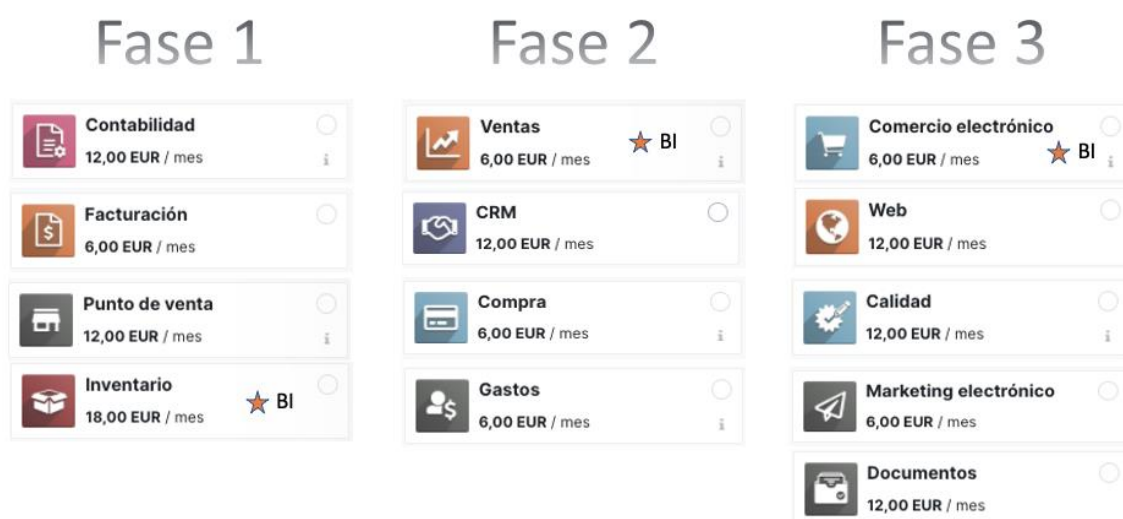 Fase 1
Contabilidad
12,00 EUR / mes
Facturación
6,00 EUR / mes
Punto de venta
12,00 EUR / mes
Inventario
18,00 EUR / mes
BI
Fase 2
Ventas
6,00 EUR / mes
BI
CRM
12,00 EUR / mes
Compra
6,00 EUR / mes
Gastos
6,00 EUR / mes
Fase 3
Comercio electrónico
6,00 EUR / mes
BI
Web
12,00 EUR / mes
Calidad
12,00 EUR / mes
Marketing electrónico
6,00 EUR / mes
Documentos
12,00 EUR / mes